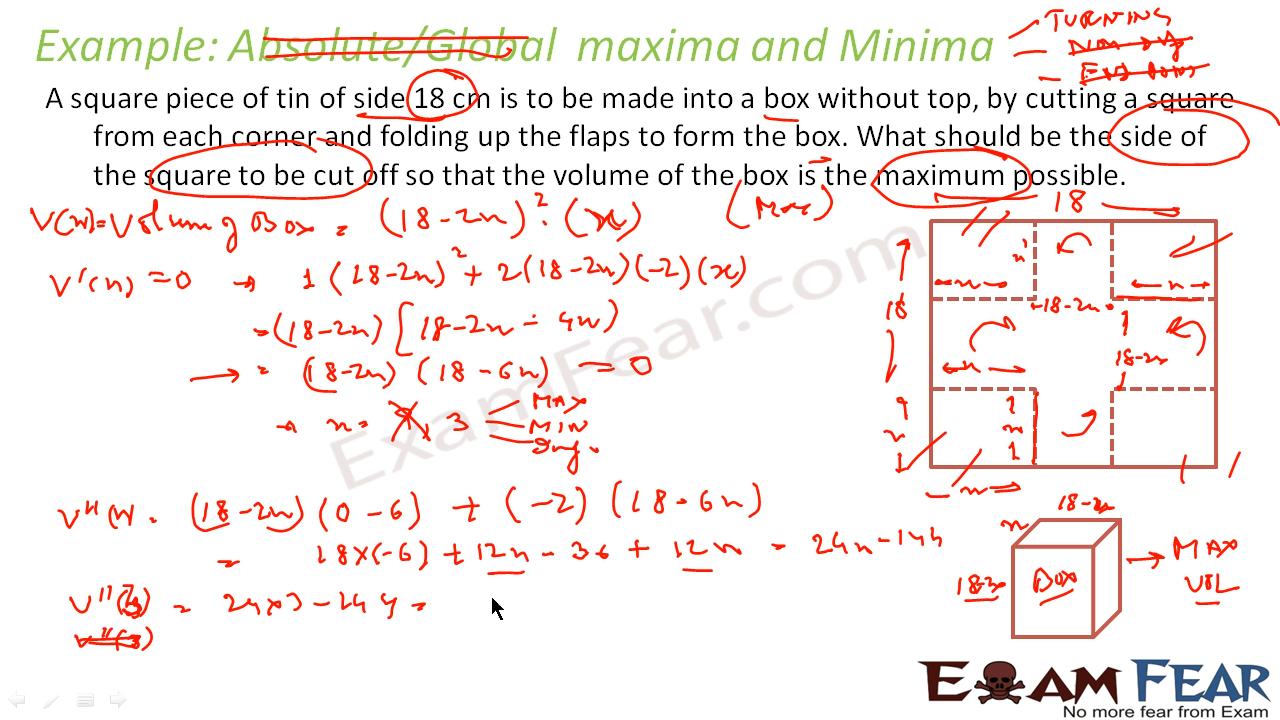 Example: Absolute/Global maxima and Minima
TURNING
A square piece of tin of side 18 cm is to be made into a box without top, by cutting a square
from each corner and folding up the flaps to form the box. What should be the side of
the square to be cut off so that the volume of the box is the maximum possible.
V(x)=Volume of Box = (18-2x)². (x) (Max)
V'(x) =0 → 1(18-2x)² + 2(18-2x)(-2)(x)
=(18-2x) [18-2x - 4x)
→ = (18-2x) (18-6x) = 0
→ x= 9, 3 MAX
MIN
Inf.
V''(x) = (18-2x) (0-6) + (-2) (18-6x)
= 18×(-6) + 12x - 36 + 12x = 24x-144
V''(3) = 24×3-144 =
V''(3)
18
x
x
x
18-2x
18
18-2x
x
x
x
x
18-2x
x
18-2x
Box
→ MAX
VOL
ExamFear.com
EXAM FEAR
No more fear from Exam